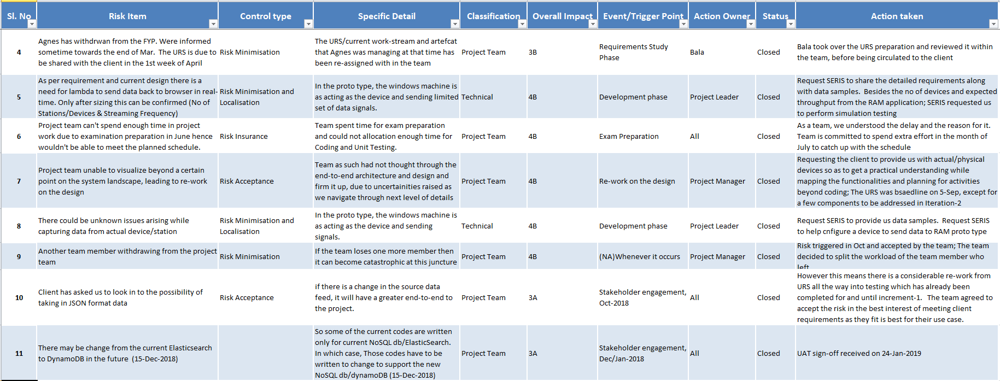 Sl. No Risk Item Control type Specific Detail Classification Overall Impact Event/Trigger Point Action Owner Status Action taken
4
Agnes has withdrwan from the FYP. Were informed
sometime towards the end of Mar.  The URS is due to
be shared with the client in the 1st week of April
Risk Minimisation
The URS/current work-stream and artefcat
that Agnes was managing at that time has
been re-assigned with in the team
Project Team
3B
Requirements Study
Phase
Bala
Closed
Bala took over the URS preparation and reviewed it within
the team, before being circulated to the client
5
As per requirement and current design there is a
need for lambda to send data back to browser in real-
time. Only after sizing this can be confirmed (No of
Stations/Devices & Streaming Frequency)
Risk Minimisation and
Localisation
In the proto type, the windows machine is
as acting as the device and sending limited
set of data signals.
Technical
4B
Development phase
Project Leader
Closed
Request SERIS to share the detailed requirements along
with data samples.  Besides the no of devices and expected
throughput from the RAM application; SERIS requested us
to perform simulation testing
6
Project team can't spend enough time in project
work due to examination preparation in June hence
wouldn't be able to meet the planned schedule.
Risk Insurance
Team spent time for exam preparation
and could not allocation enough time for
Coding and Unit Testing.
Project Team
4B
Exam Preparation
All
Closed
As a team, we understood the delay and the reason for it.
Team is committed to spend extra effort in the month of
July to catch up with the schedule
7
Project team unable to visualize beyond a certain
point on the system landscape, leading to re-work
on the design
Risk Acceptance
Team as such had not thought through the
end-to-end architecture and design and
firm it up, due to uncertainities raised as
we navigate through next level of details
Project Team
4B
Re-work on the design
Project Manager
Closed
Requesting the client to provide us with actual/physical
devices so as to get a practical understanding while
mapping the functionalities and planning for activities
beyond coding; The URS was bsaedline on 5-Sep, except for
a few components to be addressed in Iteration-2
8
There could be unknown issues arising while
capturing data from actual device/station
Risk Minimisation and
Localisation
In the proto type, the windows machine is
as acting as the device and sending
signals.
Technical
4B
Development phase
Project Leader
Closed
Request SERIS to provide us data samples.  Request SERIS
to help cnfigure a device to send data to RAM proto type
9
Another team member withdrawing from the project
team
Risk Minimisation
If the team loses one more member then
it can become catastrophic at this juncture
Project Team
4B
(NA)Whenever it occurs
Project Manager
Closed
Risk triggered in Oct and accepted by the team; The team
decided to split the workload of the team member who
left
10
Client has asked us to look in to the possibility of
taking in JSON format data
Risk Acceptance
if there is a change in the source data
feed, it will have a greater end-to-end to
the project.
Project Team
3A
Stakeholder engagement,
Oct-2018
All
Closed
However this means there is a considerable re-work from
URS all the way into testing which has already been
completed for and until increment-1.   The team agreed to
accept the risk in the best interest of meeting client
requirements as they fit is best for their use case.
11
There may be change from the current Elasticsearch
to DynamoDB in the future  (15-Dec-2018)
So some of the current codes are written
only for current NoSQL db/ElasticSearch.
In which case, Those codes have to be
written to change to support the new
NoSQL db/dynamoDB (15-Dec-2018)
Project Team
3A
Stakeholder engagement,
Dec/Jan-2018
All
Closed
UAT sign-off received on 24-Jan-2019